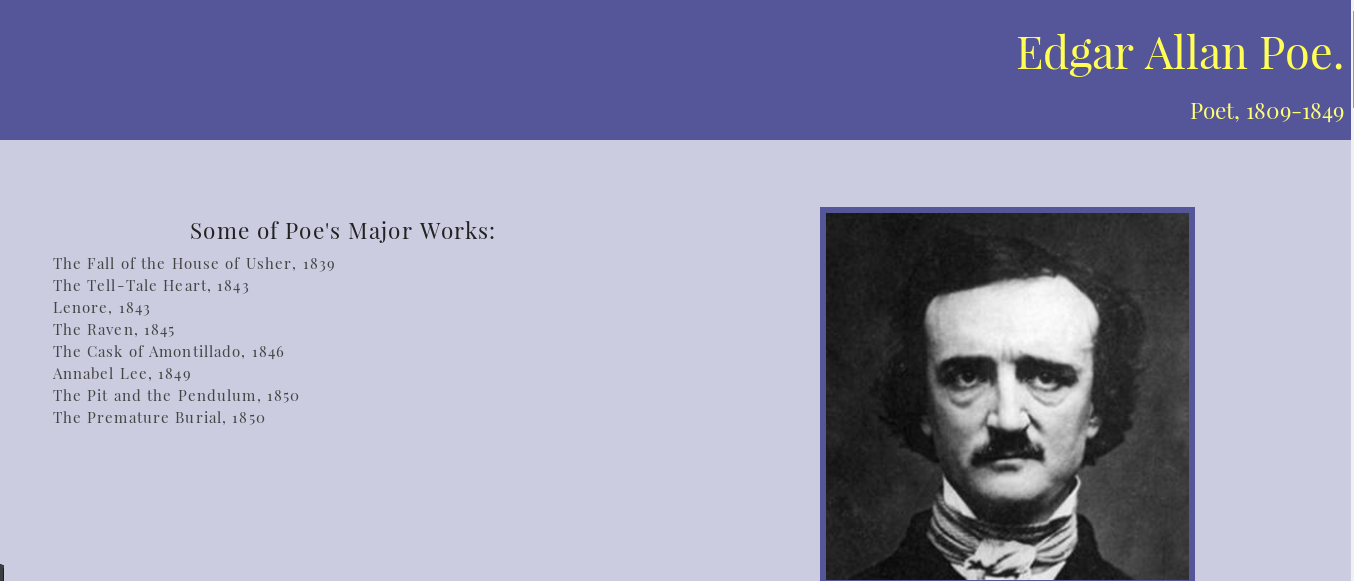 Edgar Allan Poe.
Poet, 1809-1849
Some of Poe's Major Works:
The Fall of the House of Usher, 1839
The Tell-Tale Heart, 1843
Lenore, 1843
The Raven, 1845
The Cask of Amontillado, 1846
Annabel Lee, 1849
The Pit and the Pendulum, 1850
The Premature Burial, 1850